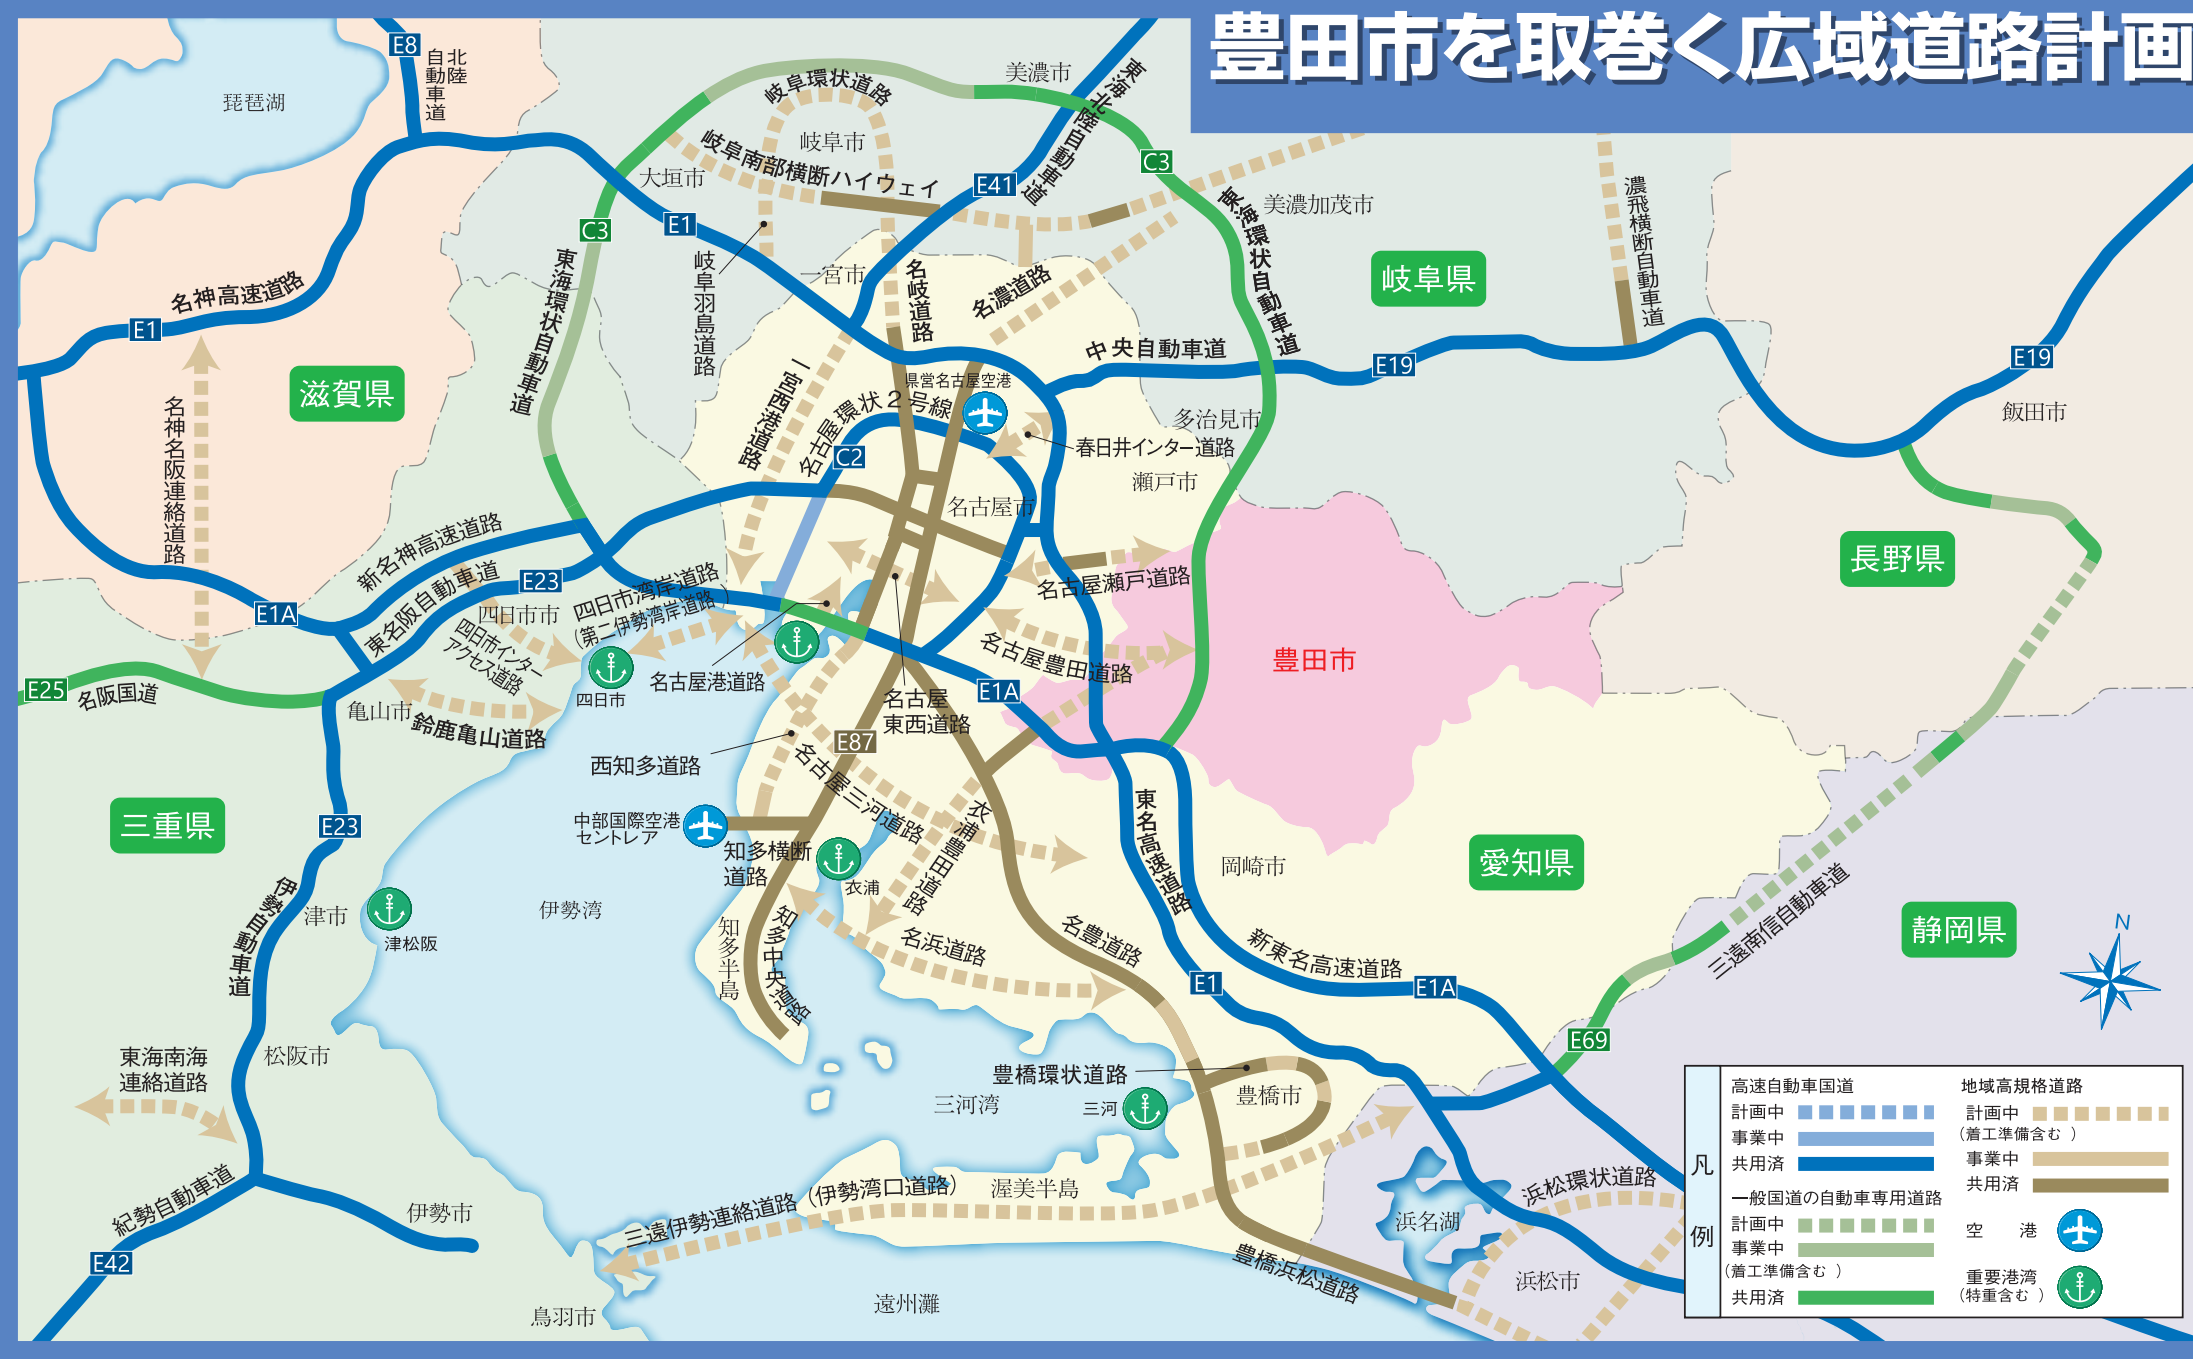 豊田市を取巻く広域道路計画
E8
北陸
自動車道
琵琶湖
岐阜環状道路
美濃市
東海北陸自動車道
岐阜市
岐阜南部横断ハイウェイ
大垣市
C3
E1
E41
C3
美濃加茂市
東海環状自動車道
濃飛横断自動車道
岐阜県
東海環状自動車道
岐阜羽島道路
一宮市
名岐道路
名濃道路
名神高速道路
E1
滋賀県
名神名阪連絡道路
一宮西港道路
県営名古屋空港
中央自動車道
E19
E19
飯田市
名古屋環状２号線
C2
多治見市
春日井インター道路
瀬戸市
名古屋市
新名神高速道路
東名阪自動車道
E23
E1A
四日市市
四日市インター
アクセス道路
四日市湾岸道路
(第二伊勢湾岸道路)
名古屋瀬戸道路
長野県
豊田市
名古屋豊田道路
E1A
四日市
名古屋港道路
名古屋
東西道路
E25
名阪国道
亀山市
鈴鹿亀山道路
E87
西知多道路
名古屋三河道路
三重県
E23
中部国際空港
セントレア
知多横断
道路
衣浦
衣浦豊田道路
東名高速道路
岡崎市
愛知県
三遠南信自動車道
静岡県
N
伊勢自動車道
津市
津松阪
伊勢湾
知多半島
知多中央道路
名浜道路
名豊道路
新東名高速道路
E1
E1A
E69
東海南海
連絡道路
松阪市
豊橋環状道路
三河湾
三河
豊橋市
紀勢自動車道
E42
伊勢市
三遠伊勢連絡道路（伊勢湾口道路）
渥美半島
浜松環状道路
浜名湖
浜松市
豊橋浜松道路
鳥羽市
遠州灘
凡例
高速自動車国道
計画中
事業中
共用済
一般国道の自動車専用道路
計画中
事業中
(着工準備含む )
共用済
地域高規格道路
計画中
(着工準備含む )
事業中
共用済
空　港
重要港湾
(特重含む )